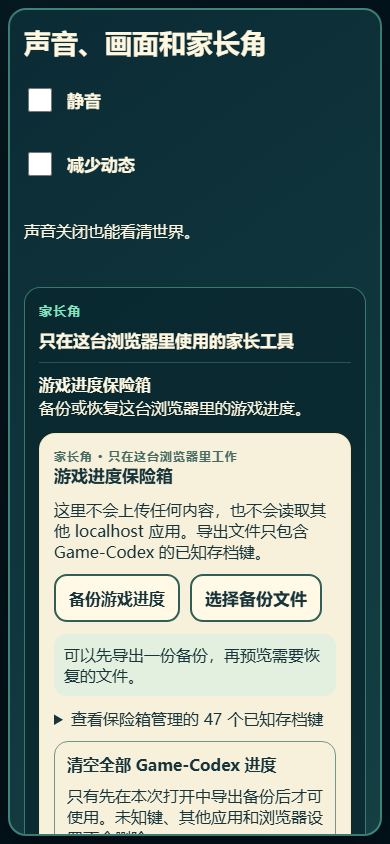 声音、画面和家长角
静音
减少动态
声音关闭也能看清世界。
家长角
只在这台浏览器里使用的家长工具
游戏进度保险箱
备份或恢复这台浏览器里的游戏进度。
家长角 • 只在这台浏览器里工作
游戏进度保险箱
这里不会上传任何内容，也不会读取其
他 localhost 应用。导出文件只包含
Game-Codex 的已知存档键。
备份游戏进度
选择备份文件
可以先导出一份备份，再预览需要恢
复的文件。
▶ 查看保险箱管理的 47 个已知存档键
清空全部 Game-Codex 进度
只有先在本次打开中导出备份后才可
使用。未知键、其他应用和浏览器设